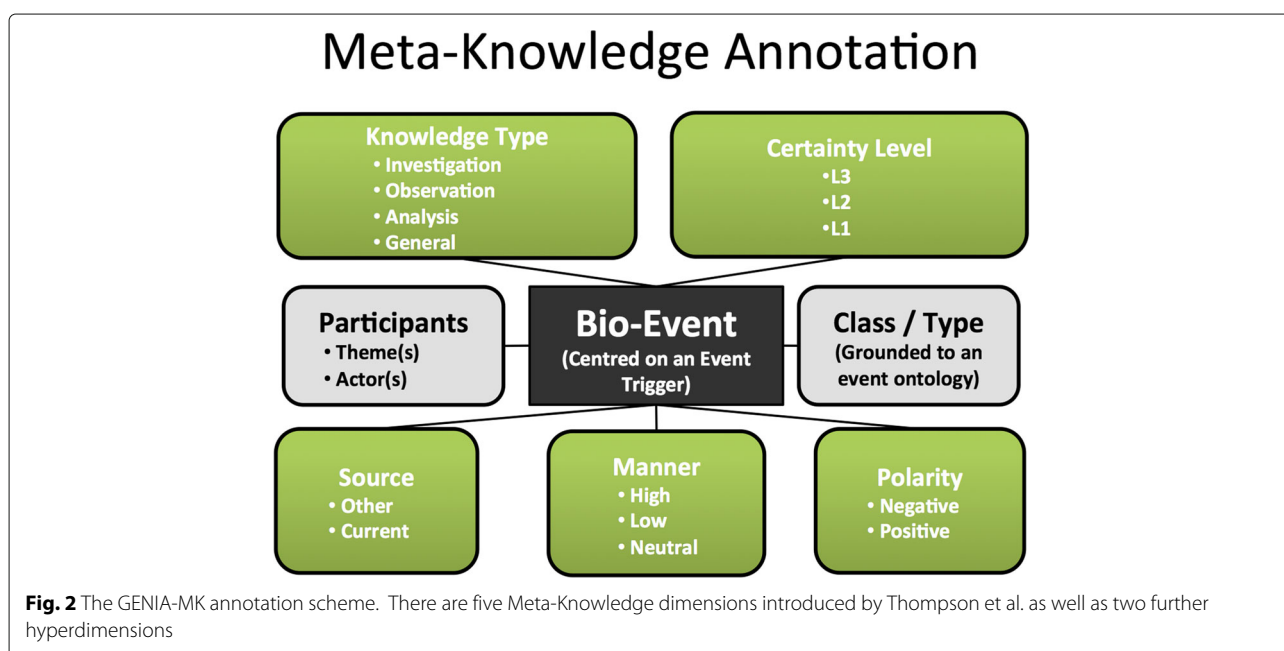 Meta-Knowledge Annotation
Knowledge Type
• Investigation
• Observation
• Analysis
• General
Certainty Level
•L3
•L2
•L1
Participants
• Theme(s)
• Actor(s)
Bio-Event
(Centred on an Event
Trigger)
Class / Type
(Grounded to an
event ontology)
Source
• Other
• Current
Manner
• High
• Low
• Neutral
Polarity
• Negative
• Positive
Fig. 2 The GENIA-MK annotation scheme. There are five Meta-Knowledge dimensions introduced by Thompson et al. as well as two further
hyperdimensions